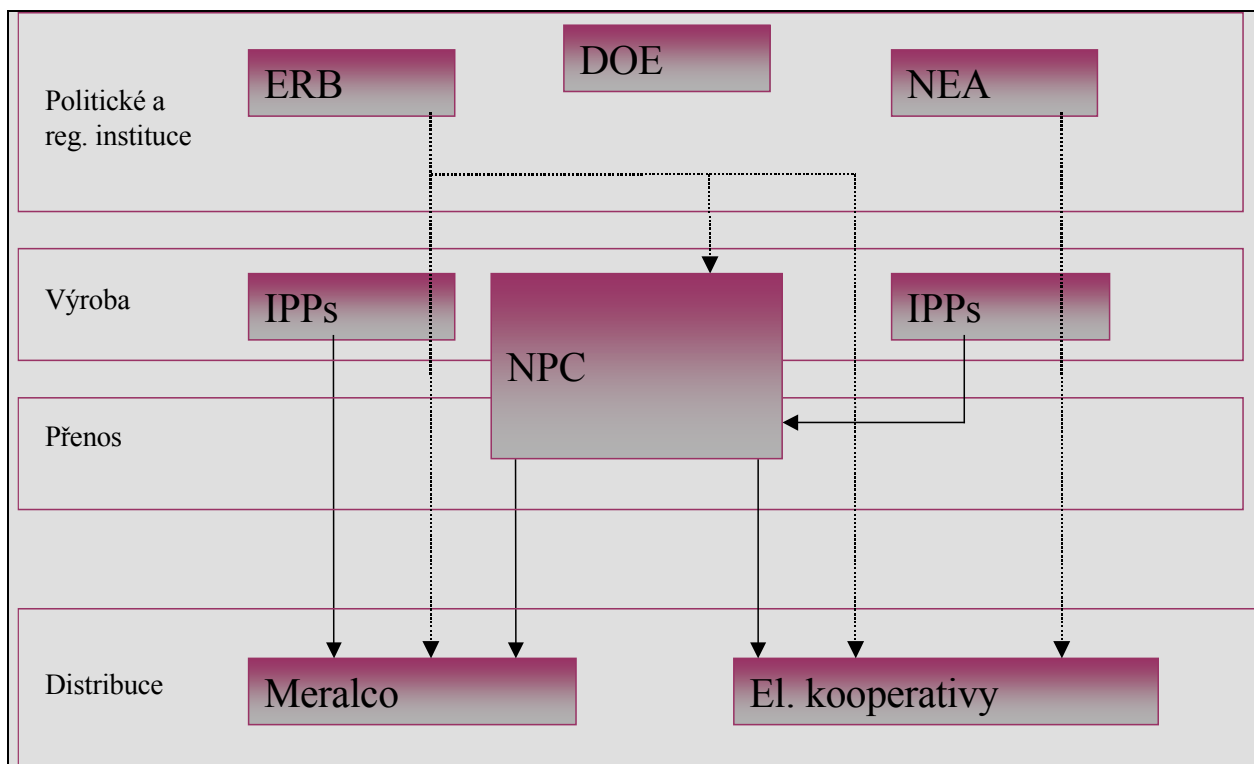 ERB
DOE
NEA
Politické a
reg. instituce
Výroba
IPPs
NPC
IPPs
Přenos
Distribuce
Meralco
El. kooperativy